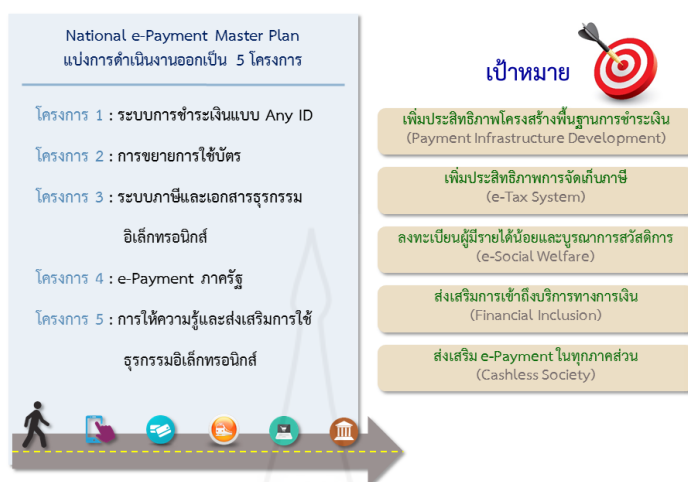 National e-Payment Master Plan
แบ่งการดำเนินงานออกเป็น 5 โครงการ
โครงการ 1 : ระบบการชำระเงินแบบ Any ID
โครงการ 2 : การขยายการใช้บัตร
โครงการ 3 : ระบบภาษีและเอกสารธุรกรรม
อิเล็กทรอนิกส์
โครงการ 4 : e-Payment ภาครัฐ
โครงการ 5 : การให้ความรู้และส่งเสริมการใช้
ธุรกรรมอิเล็กทรอนิกส์
เป้าหมาย
เพิ่มประสิทธิภาพโครงสร้างพื้นฐานการชำระเงิน
(Payment Infrastructure Development)
เพิ่มประสิทธิภาพการจัดเก็บภาษี
(e-Tax System)
ลงทะเบียนผู้มีรายได้น้อยและบูรณาการสวัสดิการ
(e-Social Welfare)
ส่งเสริมการเข้าถึงบริการทางการเงิน
(Financial Inclusion)
ส่งเสริม e-Payment ในทุกภาคส่วน
(Cashless Society)